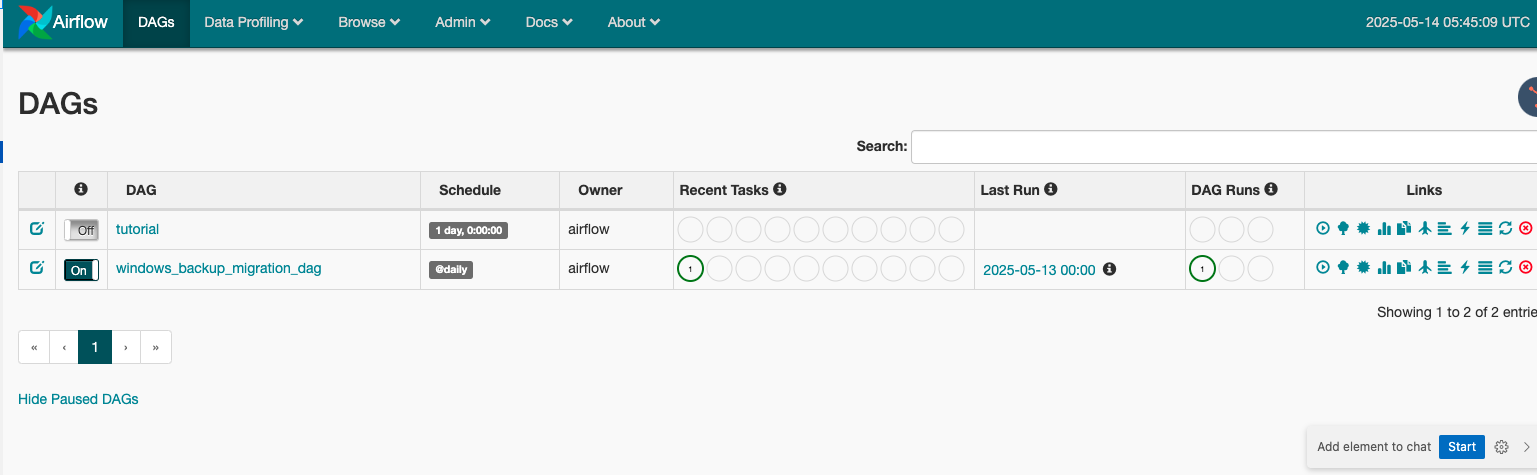 Airflow DAGs Data Profiling Browse Admin Docs About 2025-05-14 05:45:09 UTC
DAGs
Search:
DAG Schedule Owner Recent Tasks Last Run DAG Runs Links
Off tutorial 1 day, 0:00:00 airflow
On windows_backup_migration_dag @daily airflow 1 2025-05-13 00:00 1
Showing 1 to 2 of 2 entrie
« ‹ 1 › »
Hide Paused DAGs
Add element to chat Start